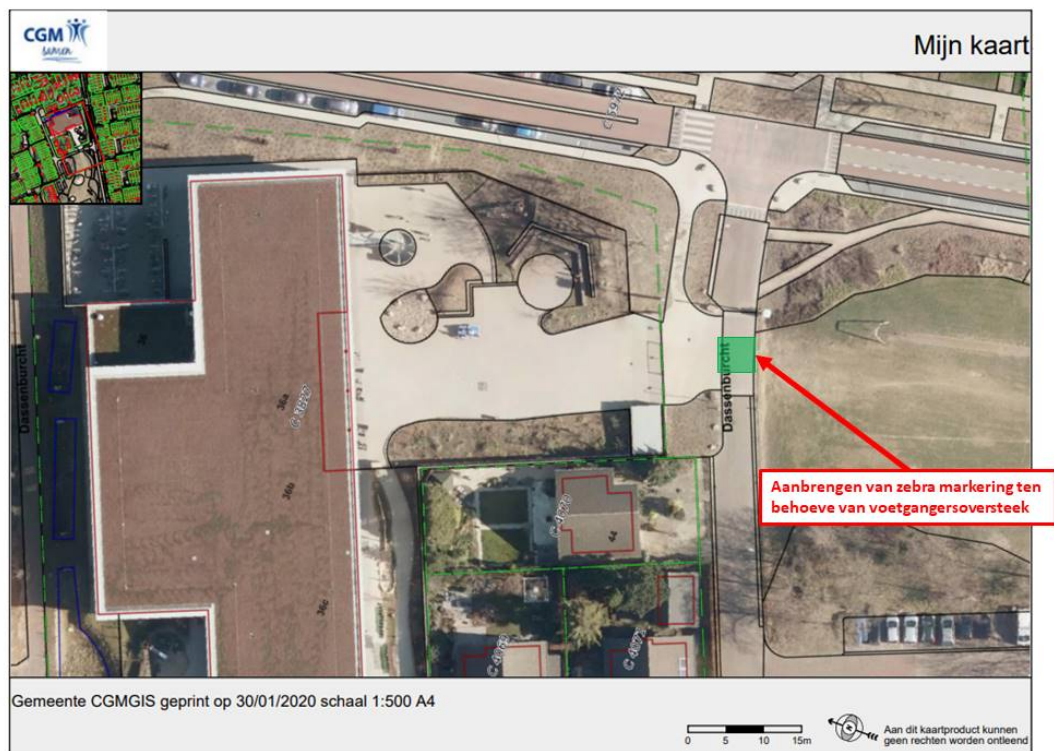 CGM
samen
Mijn kaart
Dassenburcht
36
36a
36b
36c
Dassenburcht
Aanbrengen van zebra markering ten
behoeve van voetgangersoversteek
44
Gemeente CGMGIS geprint op 30/01/2020 schaal 1:500 A4
0 5 10 15m
Aan dit kaartproduct kunnen
geen rechten worden ontleend